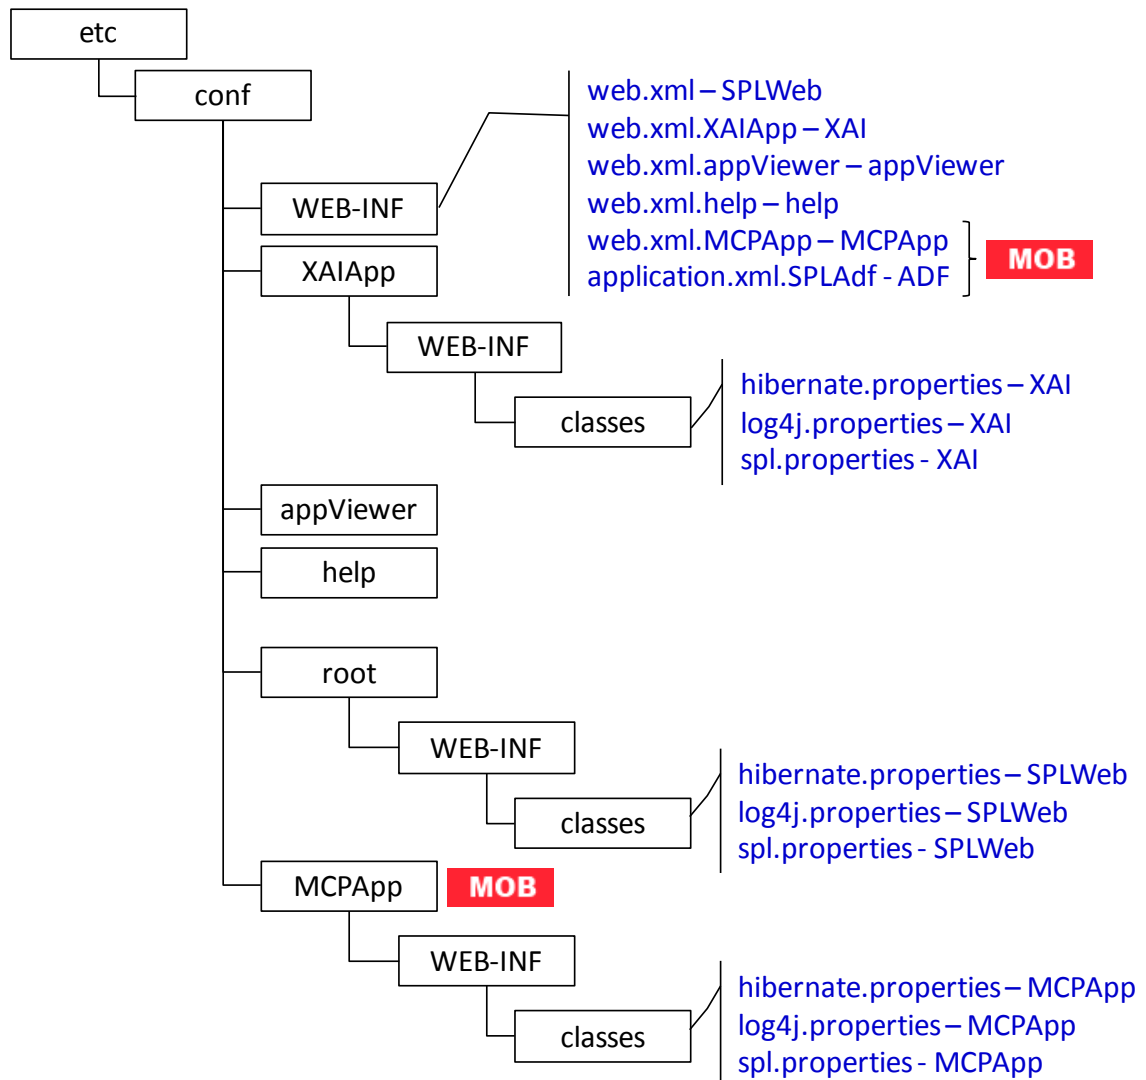 etc
conf
WEB-INF
web.xml – SPLWeb
web.xml.XAIApp – XAI
web.xml.appViewer – appViewer
web.xml.help – help
web.xml.MCPApp – MCPApp
application.xml.SPLAdf - ADF
MOB
XAIApp
WEB-INF
classes
hibernate.properties – XAI
log4j.properties – XAI
spl.properties - XAI
appViewer
help
root
WEB-INF
classes
hibernate.properties – SPLWeb
log4j.properties – SPLWeb
spl.properties - SPLWeb
MCPApp
MOB
WEB-INF
classes
hibernate.properties – MCPApp
log4j.properties – MCPApp
spl.properties - MCPApp